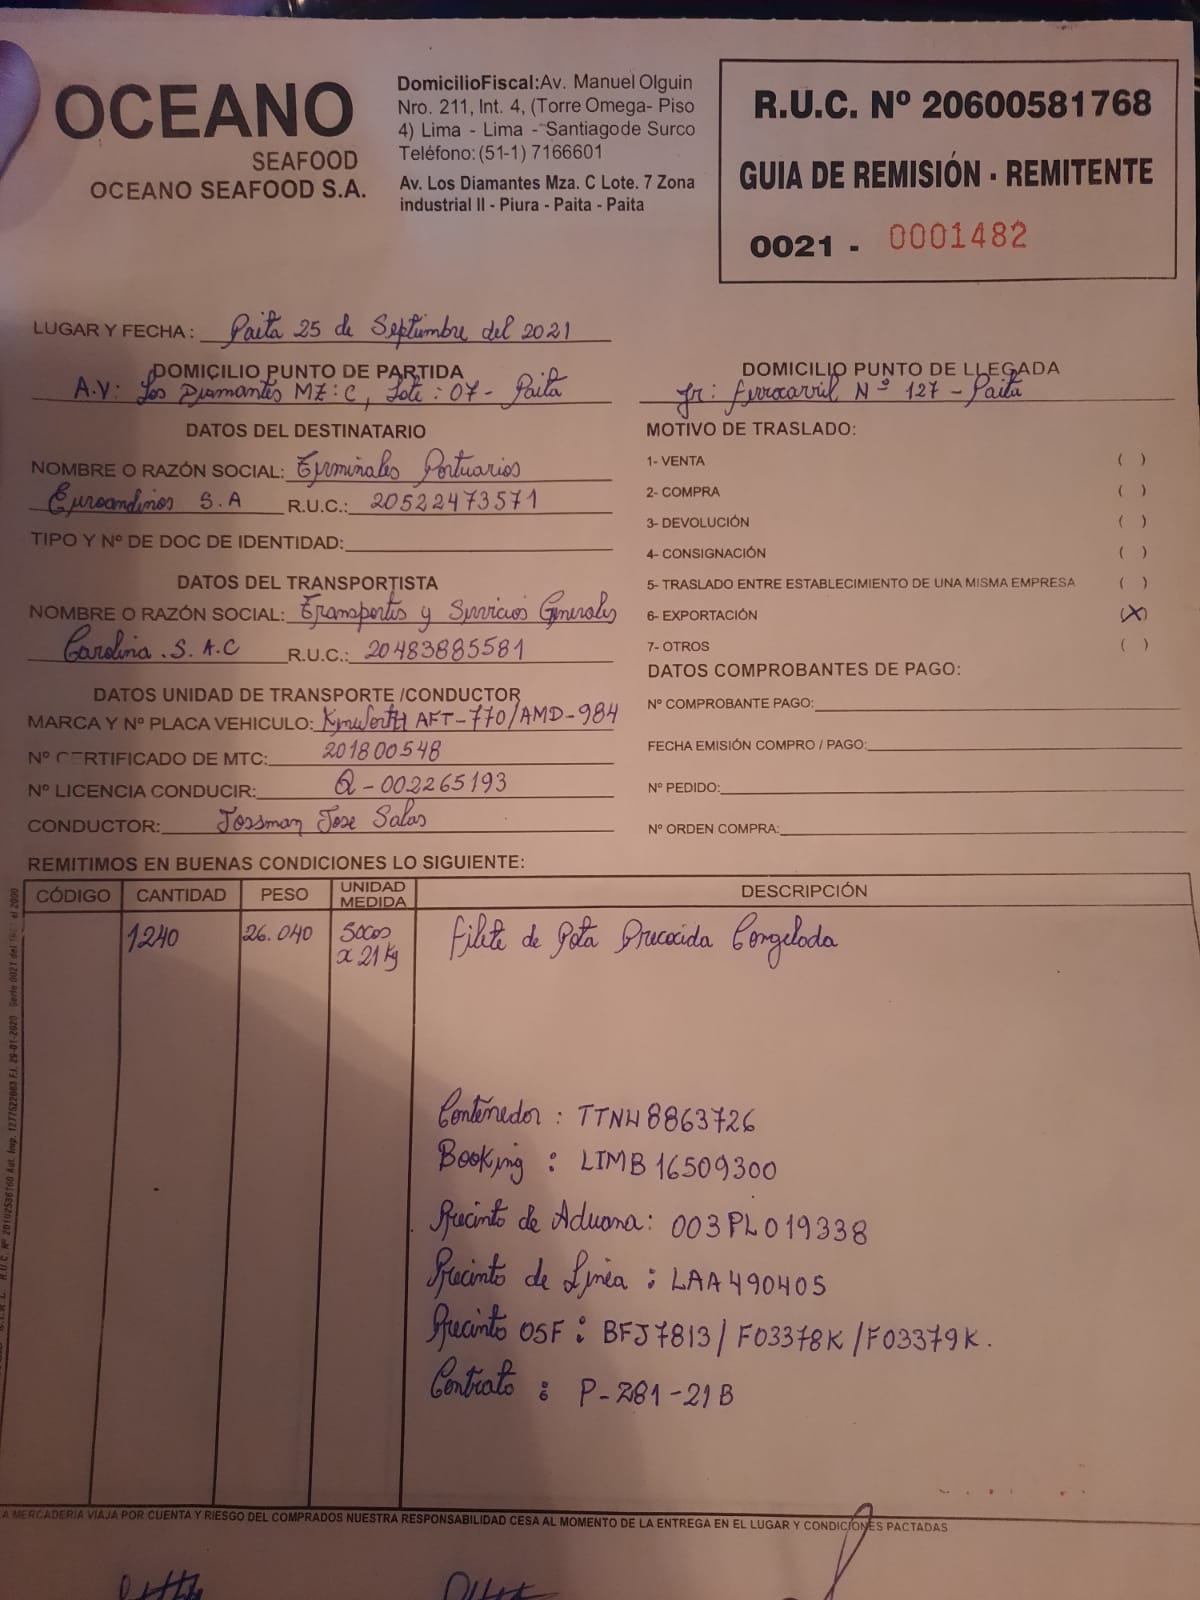 OCEANO
SEAFOOD
OCEANO SEAFOOD S.A.
DomicilioFiscal:Av. Manuel Olguin
Nro. 211, Int. 4, (Torre Omega- Piso
4) Lima - Lima - Santiago de Surco
Teléfono: (51-1) 7166601
Av. Los Diamantes Mza. C Lote. 7 Zona
industrial II - Piura - Paita - Paita
R.U.C. Nº 20600581768
GUIA DE REMISIÓN - REMITENTE
0021 - 0001482
LUGAR Y FECHA : Paita 25 de Septiembre del 2021
DOMICILIO PUNTO DE PARTIDA
A.V: Los Diamantes MZ: C, Lote: 07- Paita
DOMICILIO PUNTO DE LLEGADA
Jr: Ferrocarril Nº 127 - Paita
DATOS DEL DESTINATARIO
NOMBRE O RAZÓN SOCIAL: Terminales Portuarios
Euroandinos S.A R.U.C.: 20522473571
TIPO Y Nº DE DOC DE IDENTIDAD:
DATOS DEL TRANSPORTISTA
NOMBRE O RAZÓN SOCIAL: Transportes y Servicios Generales
Carolina .S.A.C R.U.C.: 20483885581
DATOS UNIDAD DE TRANSPORTE /CONDUCTOR
MARCA Y Nº PLACA VEHICULO: Kenworth AFT-770/AMD-984
Nº CERTIFICADO DE MTC: 201800548
Nº LICENCIA CONDUCIR: Q-002265193
CONDUCTOR: Jossman Jose Salas
MOTIVO DE TRASLADO:
1- VENTA ( )
2- COMPRA ( )
3- DEVOLUCIÓN ( )
4- CONSIGNACIÓN ( )
5- TRASLADO ENTRE ESTABLECIMIENTO DE UNA MISMA EMPRESA ( )
6- EXPORTACIÓN (X)
7- OTROS ( )
DATOS COMPROBANTES DE PAGO:
Nº COMPROBANTE PAGO:
FECHA EMISIÓN COMPRO / PAGO:
Nº PEDIDO:
Nº ORDEN COMPRA:
REMITIMOS EN BUENAS CONDICIONES LO SIGUIENTE:
CÓDIGO CANTIDAD PESO UNIDAD MEDIDA DESCRIPCIÓN
1240 26.040 Sacos x 21 Kg Filete de Pota Precocida Congelada
Contenedor : TTNU8863726
Booking : LIMB16509300
Precinto de Aduana: 003PL019338
Precinto de Linea : LAA490405
Precinto OSF : BFJ7813/F03378K/F03379K.
Contrato : P-281-21B
A MERCADERIA VIAJA POR CUENTA Y RIESGO DEL COMPRADOS NUESTRA RESPONSABILIDAD CESA AL MOMENTO DE LA ENTREGA EN EL LUGAR Y CONDICIONES PACTADAS